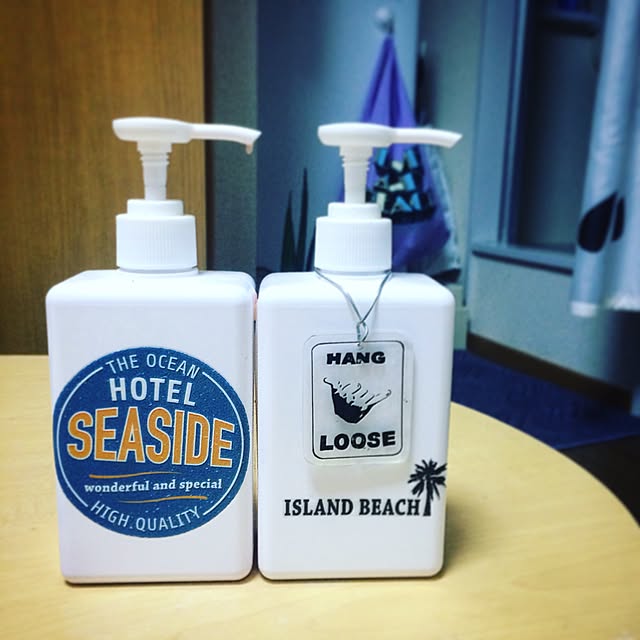 THE OCEAN
HOTEL
SEASIDE
wonderful and special
HIGH.QUALITY
HANG
LOOSE
ISLAND BEACH